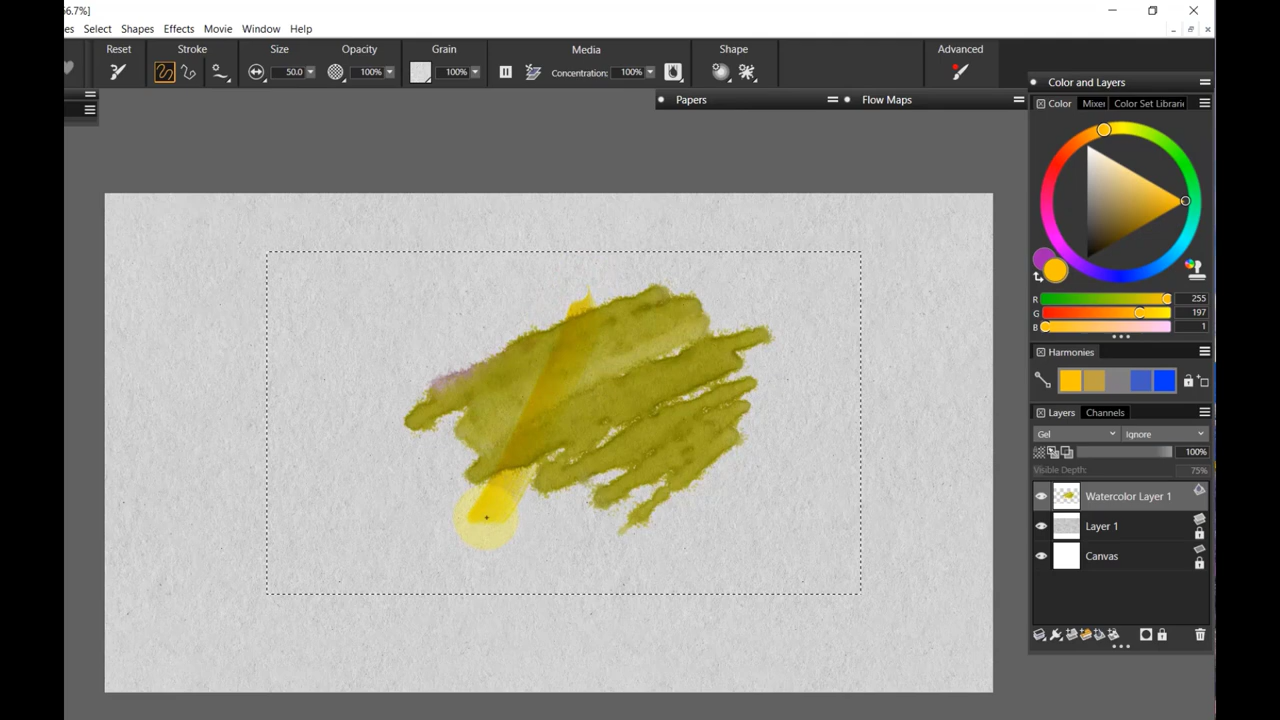 6.7%]
es Select Shapes Effects Movie Window Help
Reset Stroke Size Opacity Grain Media Shape Advanced
50.0 100% 100% Concentration: 100%
Color and Layers
Papers Flow Maps
Color Mixer Color Set Librari
R 255
G 197
B 1
Harmonies
Layers Channels
Gel Ignore
100%
Visible Depth: 75%
Watercolor Layer 1
Layer 1
Canvas